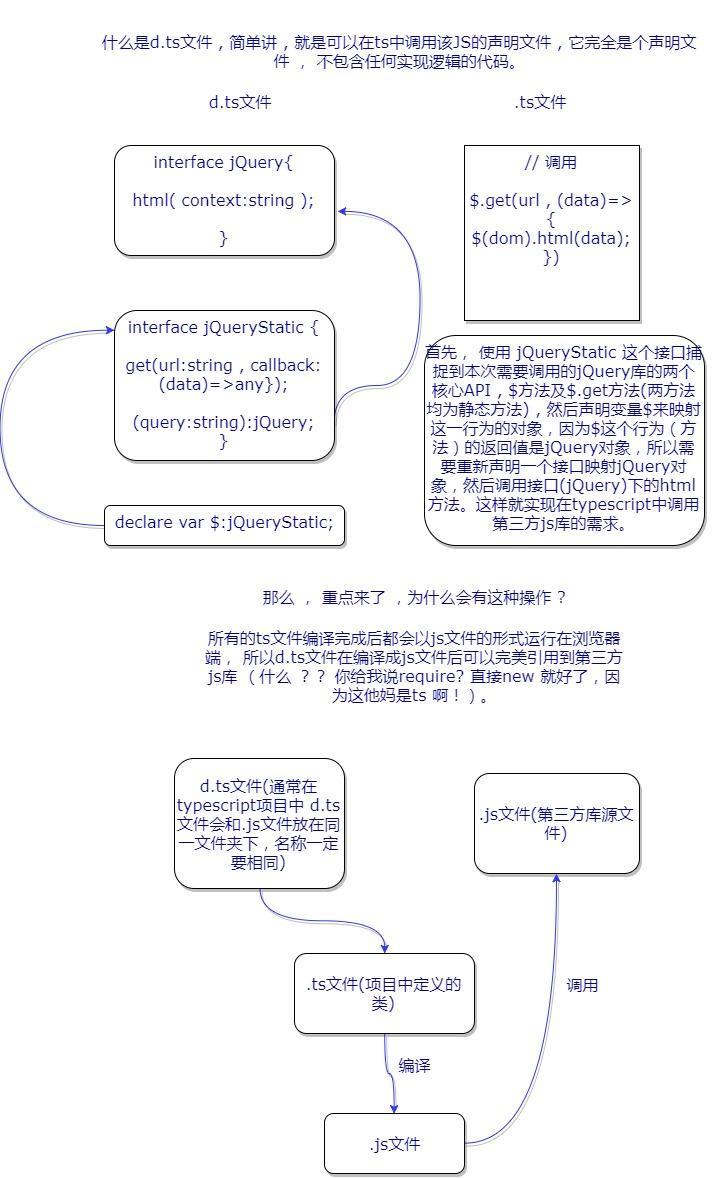 什么是d.ts文件，简单讲，就是可以在ts中调用该JS的声明文件，它完全是个声明文
件 ， 不包含任何实现逻辑的代码。
d.ts文件
.ts文件
interface jQuery{
html( context:string );
}
// 调用
$.get(url , (data)=>
{
$(dom).html(data);
})
interface jQueryStatic {
get(url:string , callback:
(data)=>any});
(query:string):jQuery;
}
declare var $:jQueryStatic;
首先， 使用 jQueryStatic 这个接口捕
捉到本次需要调用的jQuery库的两个
核心API，$方法及$.get方法(两方法
均为静态方法)，然后声明变量$来映射
这一行为的对象，因为$这个行为（方
法）的返回值是jQuery对象，所以需
要重新声明一个接口映射jQuery对
象，然后调用接口(jQuery)下的html
方法。这样就实现在typescript中调用
第三方js库的需求。
那么 ， 重点来了 ，为什么会有这种操作？
所有的ts文件编译完成后都会以js文件的形式运行在浏览器
端， 所以d.ts文件在编译成js文件后可以完美引用到第三方
js库 （ 什么 ？？ 你给我说require? 直接new 就好了，因
为这他妈是ts 啊！）。
d.ts文件(通常在
typescript项目中 d.ts
文件会和.js文件放在同
一文件夹下，名称一定
要相同)
.js文件(第三方库源文
件)
.ts文件(项目中定义的
类)
调用
编译
.js文件